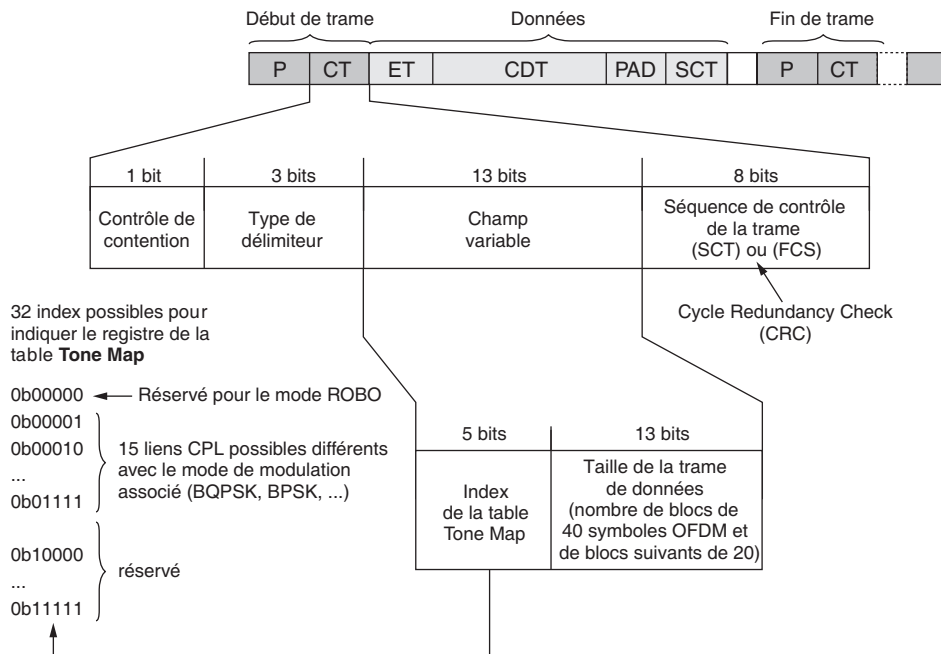 Début de trame
Données
Fin de trame
P
CT
ET
CDT
PAD
SCT
P
CT
1 bit
3 bits
13 bits
8 bits
Contrôle de
contention
Type de
délimiteur
Champ
variable
Séquence de contrôle
de la trame
(SCT) ou (FCS)
Cycle Redundancy Check
(CRC)
32 index possibles pour
indiquer le registre de la
table Tone Map
0b00000
Réservé pour le mode ROBO
0b00001
0b00010
...
0b01111
15 liens CPL possibles différents
avec le mode de modulation
associé (BQPSK, BPSK, ...)
0b10000
...
0b11111
réservé
5 bits
13 bits
Index
de la table
Tone Map
Taille de la trame
de données
(nombre de blocs de
40 symboles OFDM et
de blocs suivants de 20)